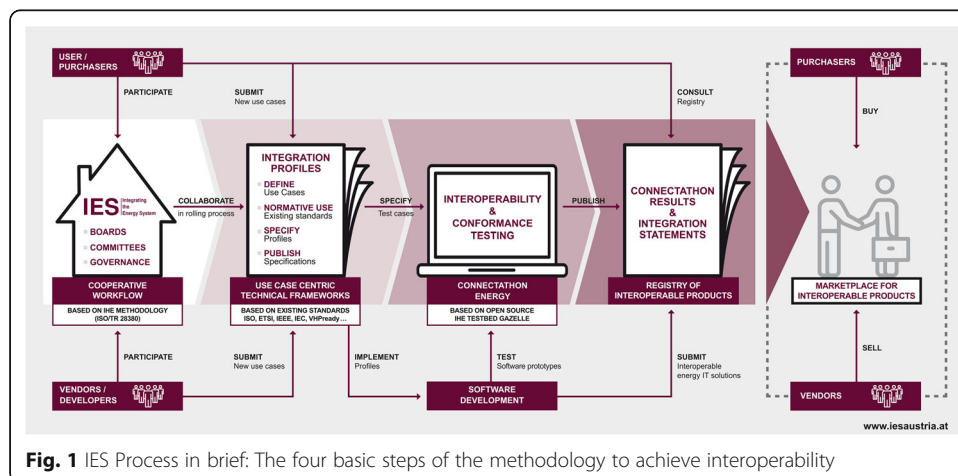 USER /
PURCHASERS
PURCHASERS
PARTICIPATE
SUBMIT
New use cases
CONSULT
Registry
BUY
IES Integrating
the
Energy System
BOARDS
COMMITTEES
GOVERNANCE
COLLABORATE
in rolling process
INTEGRATION
PROFILES
DEFINE
Use Cases
NORMATIVE USE
Existing standards
SPECIFY
Profiles
PUBLISH
Specifications
SPECIFY
Test cases
INTEROPERABILITY
&
CONFORMANCE
TESTING
PUBLISH
CONNECTATHON
RESULTS
&
INTEGRATION
STATEMENTS
COOPERATIVE
WORKFLOW
BASED ON IHE METHODOLOGY
(ISO/TR 28380)
USE CASE CENTRIC
TECHNICAL FRAMEWORKS
BASED ON EXISTING STANDARDS
ISO, ETSI, IEEE, IEC, VHPready...
CONNECTATHON
ENERGY
BASED ON OPEN SOURCE
IHE TESTBED GAZELLE
REGISTRY OF
INTEROPERABLE PRODUCTS
MARKETPLACE FOR
INTEROPERABLE PRODUCTS
PARTICIPATE
SUBMIT
New use cases
IMPLEMENT
Profiles
TEST
Software prototypes
SUBMIT
Interoperable
energy IT solutions
SELL
VENDORS /
DEVELOPERS
SOFTWARE
DEVELOPMENT
VENDORS
www.iesaustria.at
Fig. 1 IES Process in brief: The four basic steps of the methodology to achieve interoperability